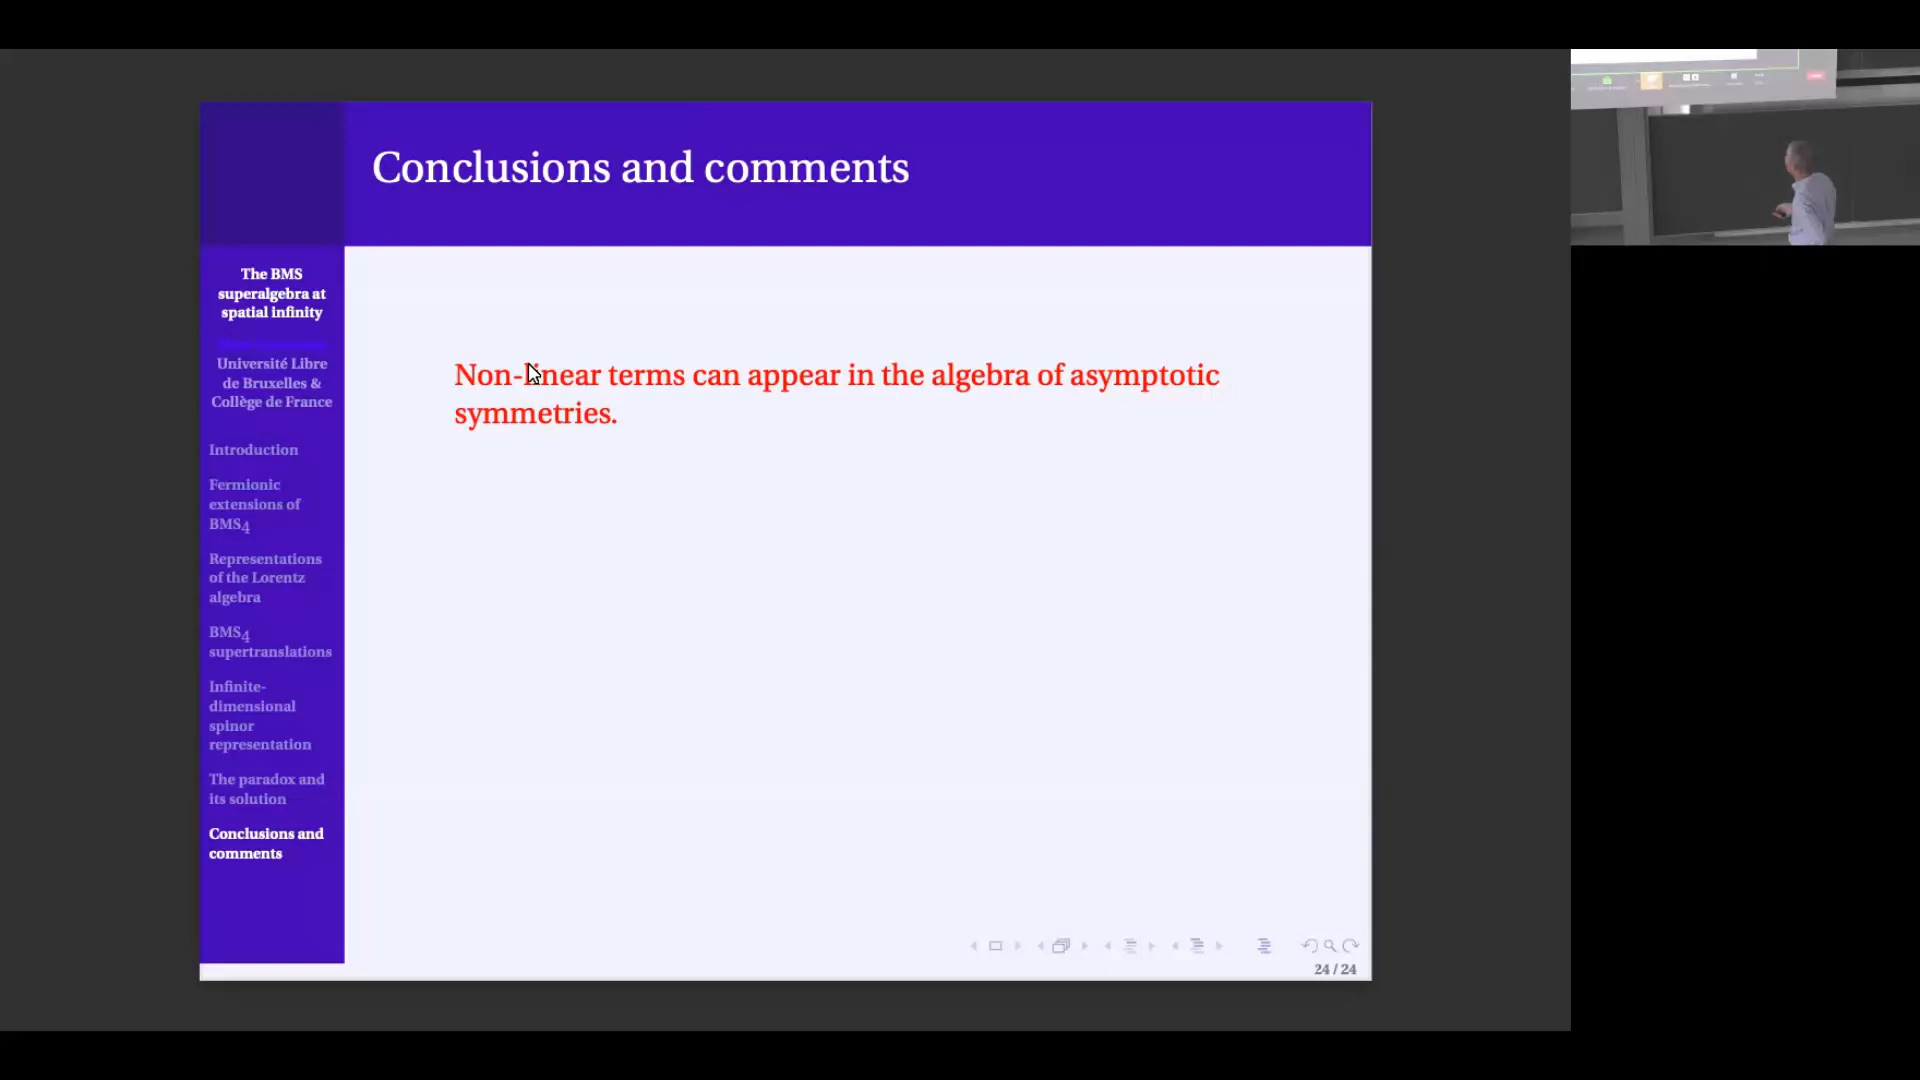 Conclusions and comments
The BMS
superalgebra at
spatial infinity
Université Libre
de Bruxelles &
Collège de France
Introduction
Fermionic
extensions of
BMS4
Representations
of the Lorentz
algebra
BMS4
supertranslations
Infinite-
dimensional
spinor
representation
The paradox and
its solution
Conclusions and
comments
Non-linear terms can appear in the algebra of asymptotic
symmetries.
24 / 24